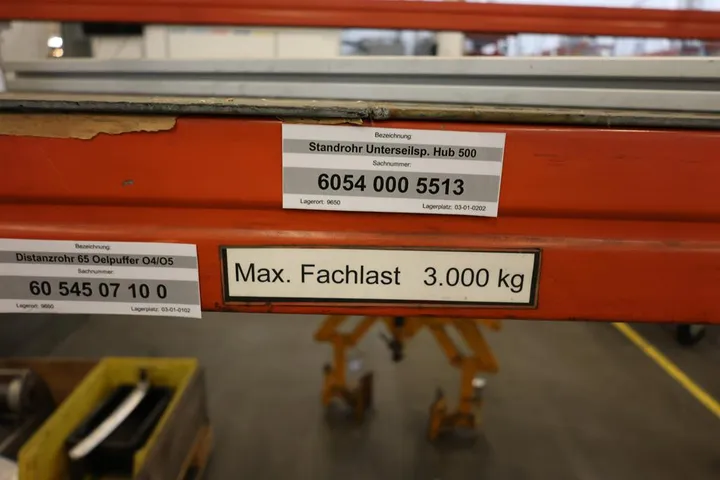 Bezeichnung:
Standrohr Unterseilsp. Hub 500
Sachnummer:
6054 000 5513
Lagerort: 9650 Lagerplatz: 03-01-0202
Bezeichnung:
Distanzrohr 65 Oelpuffer O4/O5
Sachnummer:
60 545 07 10 0
Lagerort: 9650 Lagerplatz: 03-01-0102
Max. Fachlast 3.000 kg